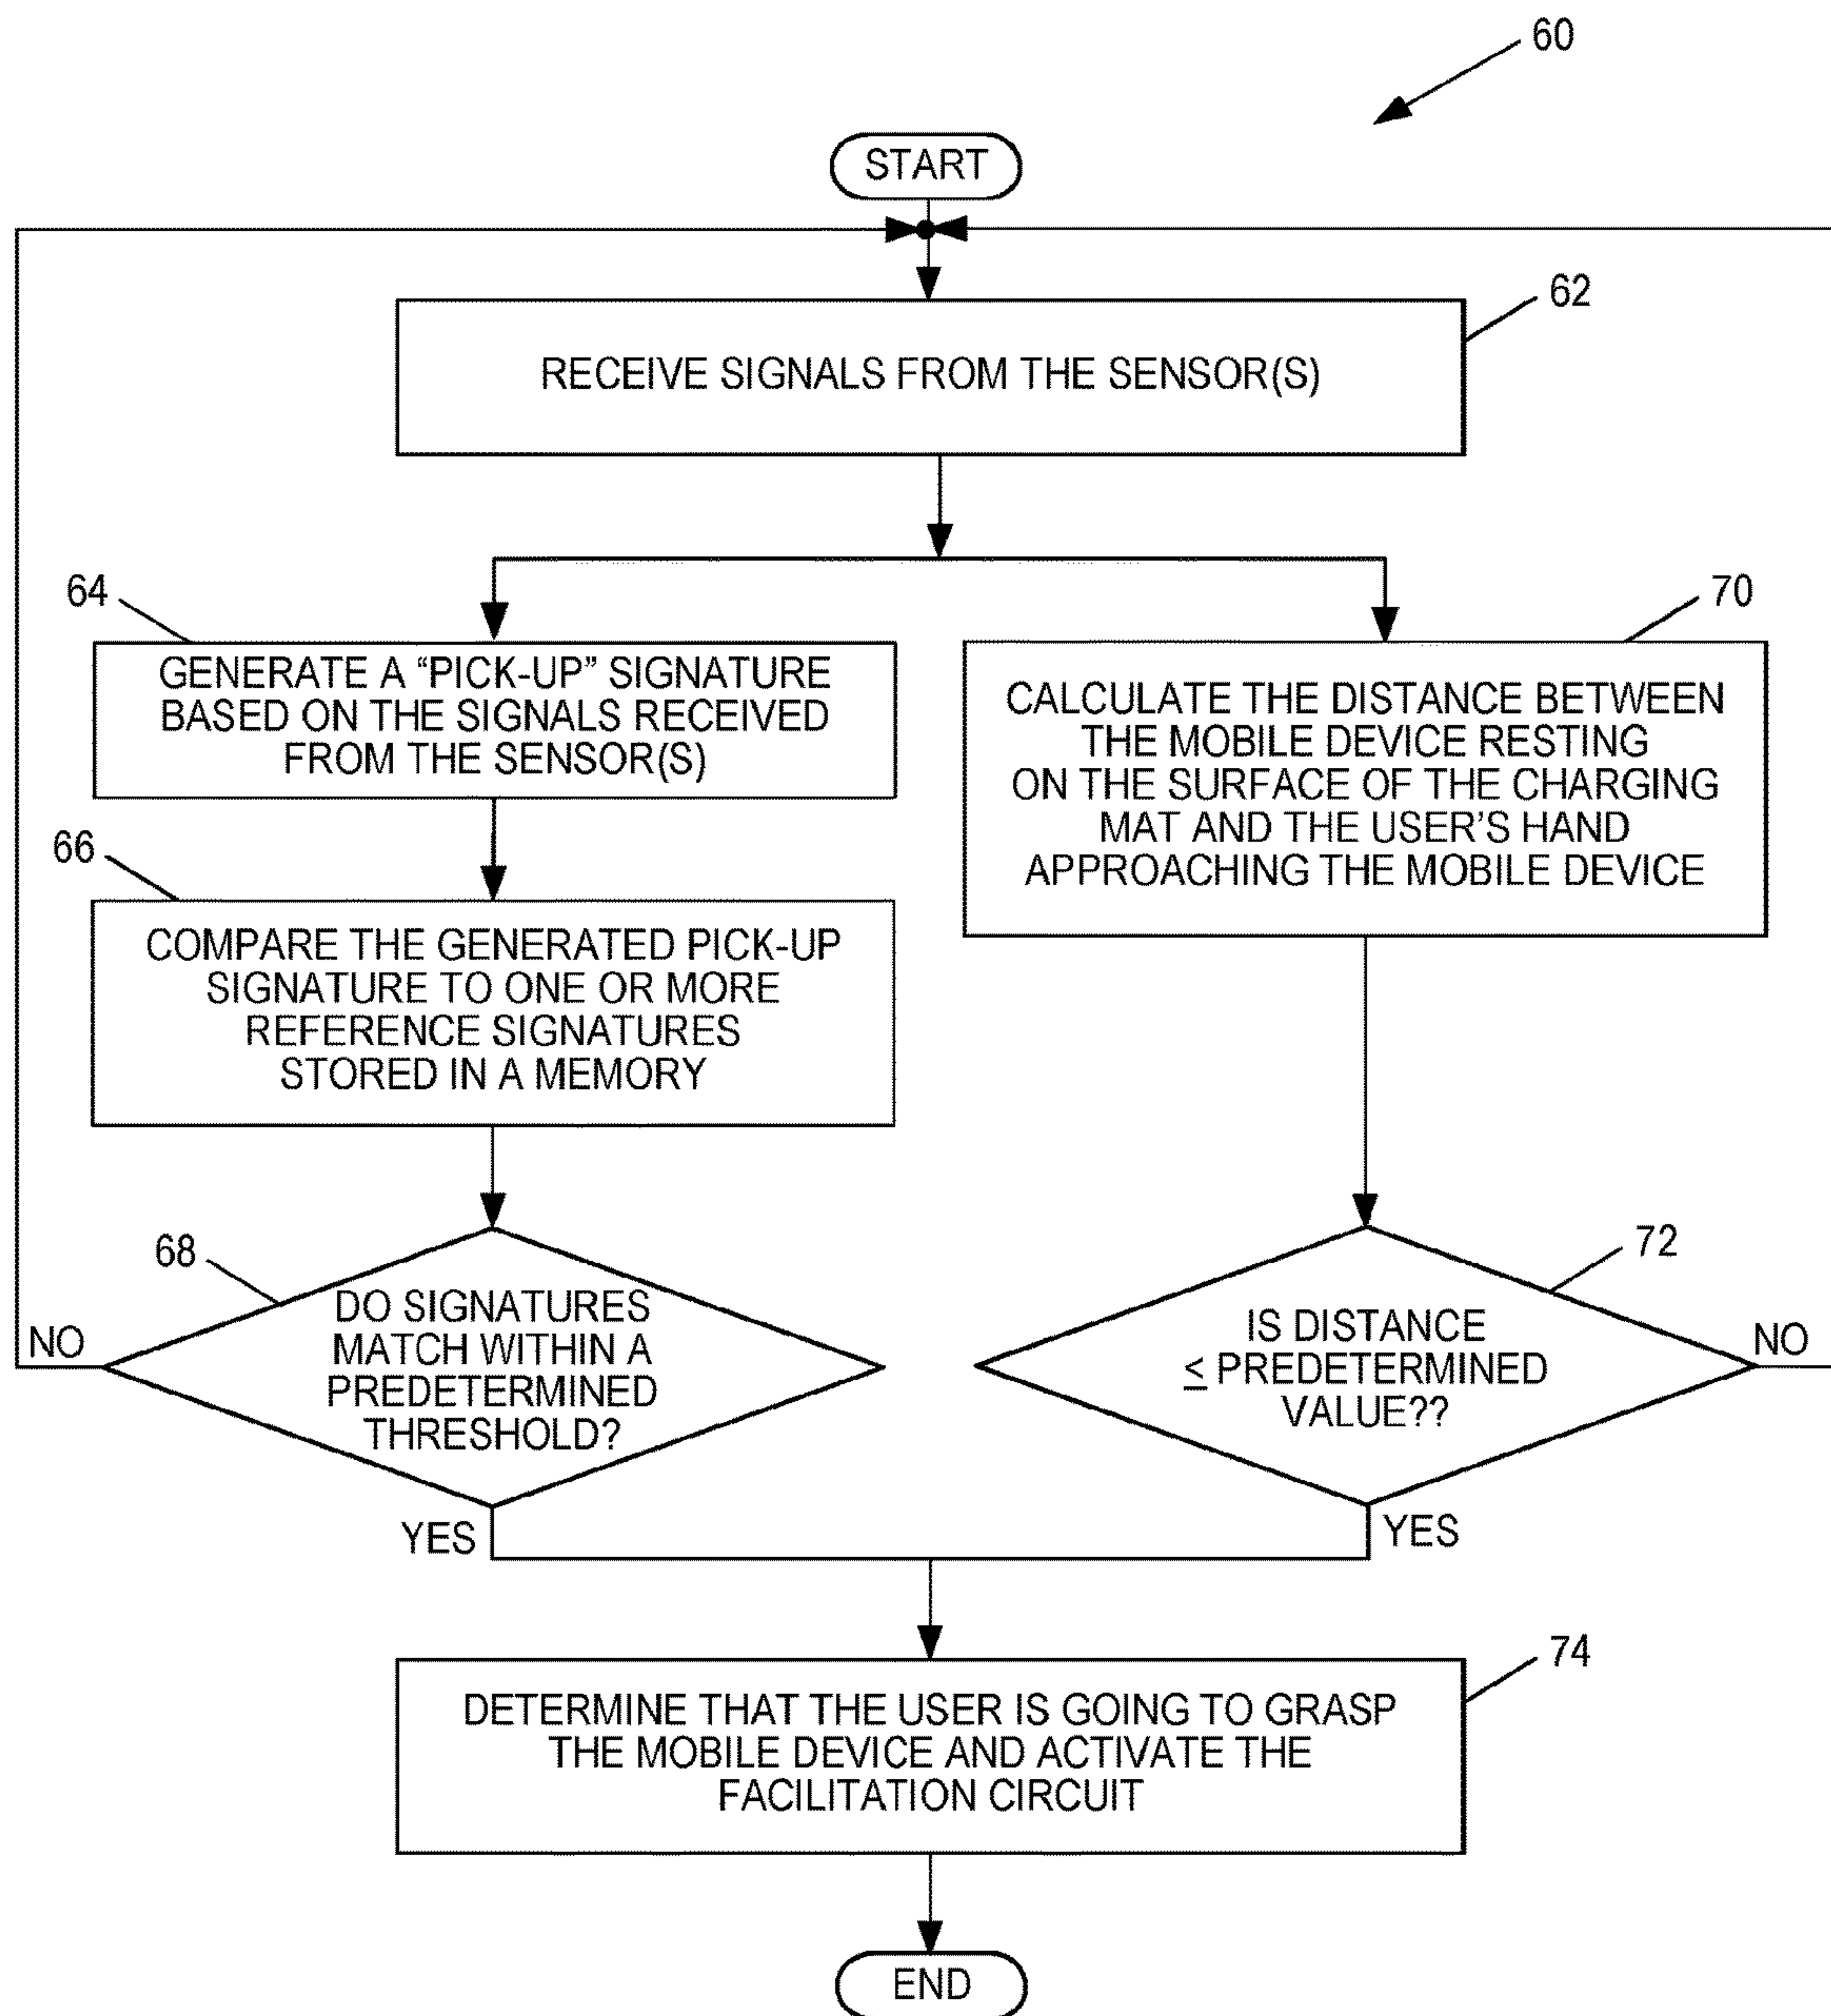 60
START
62
RECEIVE SIGNALS FROM THE SENSOR(S)
64
GENERATE A “PICK-UP” SIGNATURE
BASED ON THE SIGNALS RECEIVED
FROM THE SENSOR(S)
70
CALCULATE THE DISTANCE BETWEEN
THE MOBILE DEVICE RESTING
ON THE SURFACE OF THE CHARGING
MAT AND THE USER’S HAND
APPROACHING THE MOBILE DEVICE
66
COMPARE THE GENERATED PICK-UP
SIGNATURE TO ONE OR MORE
REFERENCE SIGNATURES
STORED IN A MEMORY
68
DO SIGNATURES
MATCH WITHIN A
PREDETERMINED
THRESHOLD?
NO
YES
72
IS DISTANCE
≤ PREDETERMINED
VALUE??
NO
YES
74
DETERMINE THAT THE USER IS GOING TO GRASP
THE MOBILE DEVICE AND ACTIVATE THE
FACILITATION CIRCUIT
END